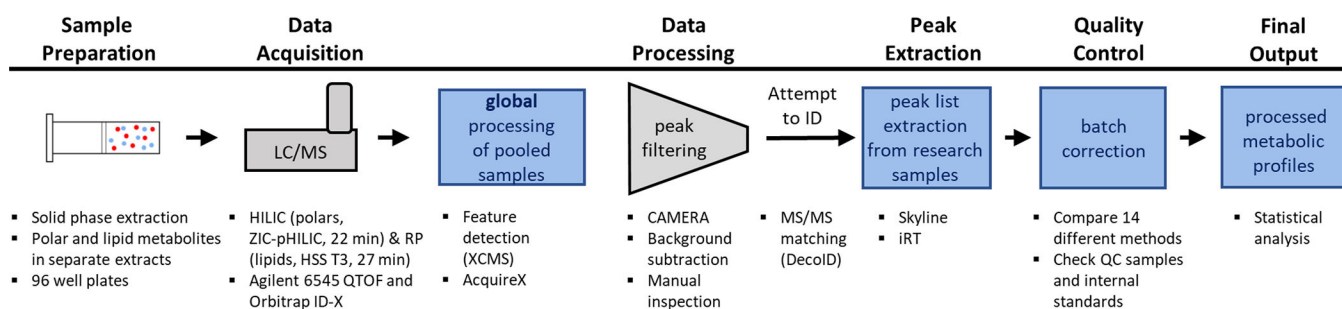 Sample
Preparation
Data
Acquisition
Data
Processing
Peak
Extraction
Quality
Control
Final
Output
LC/MS
global
processing
of pooled
samples
peak
filtering
Attempt
to ID
peak list
extraction
from research
samples
batch
correction
processed
metabolic
profiles
▪ Solid phase extraction
▪ Polar and lipid metabolites
in separate extracts
▪ 96 well plates
▪ HILIC (polars,
ZIC-pHILIC, 22 min) & RP
(lipids, HSS T3, 27 min)
▪ Agilent 6545 QTOF and
Orbitrap ID-X
▪ Feature
detection
(XCMS)
▪ AcquireX
▪ CAMERA
▪ Background
subtraction
▪ Manual
inspection
▪ MS/MS
matching
(DecoID)
▪ Skyline
▪ iRT
▪ Compare 14
different methods
▪ Check QC samples
and internal
standards
▪ Statistical
analysis